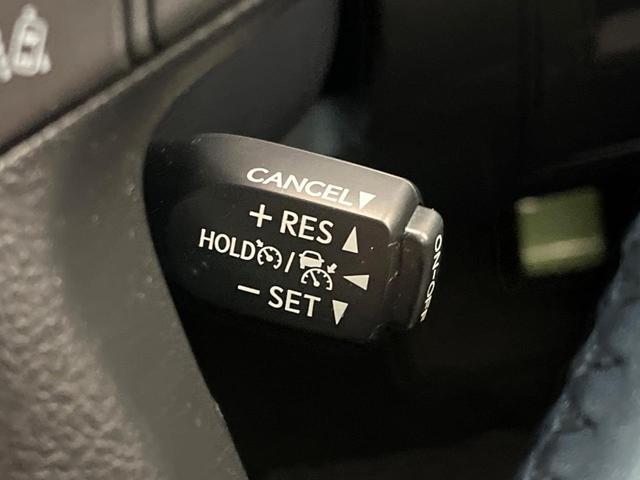 CANCEL▼
+ RES ▲
HOLD / ◀
− SET ▼
ON-OFF